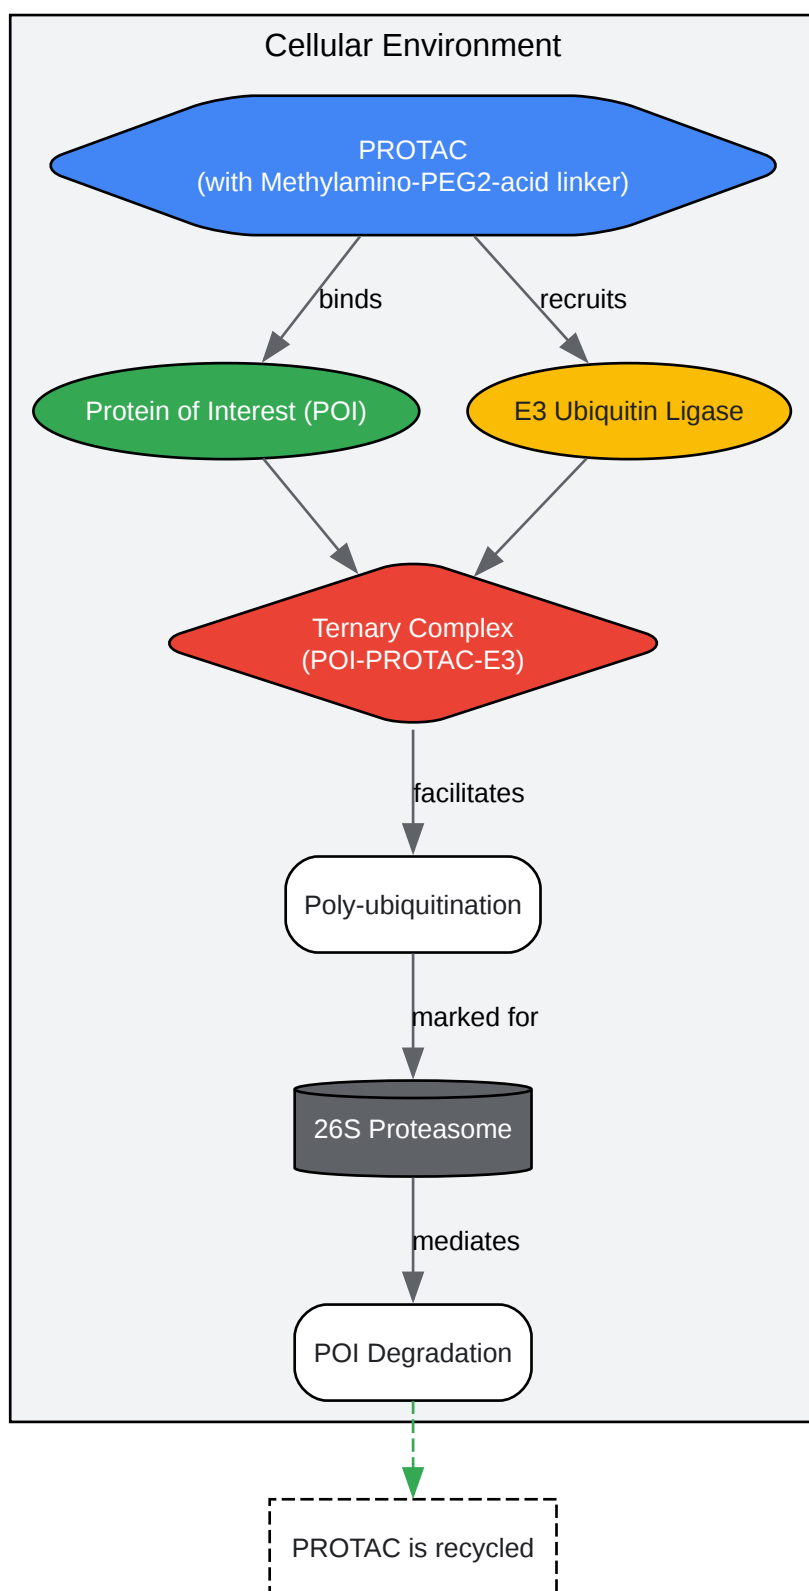 Cellular Environment
PROTAC
(with Methylamino-PEG2-acid linker)
binds
recruits
Protein of Interest (POI)
E3 Ubiquitin Ligase
Ternary Complex
(POI-PROTAC-E3)
facilitates
Poly-ubiquitination
marked for
26S Proteasome
mediates
POI Degradation
PROTAC is recycled